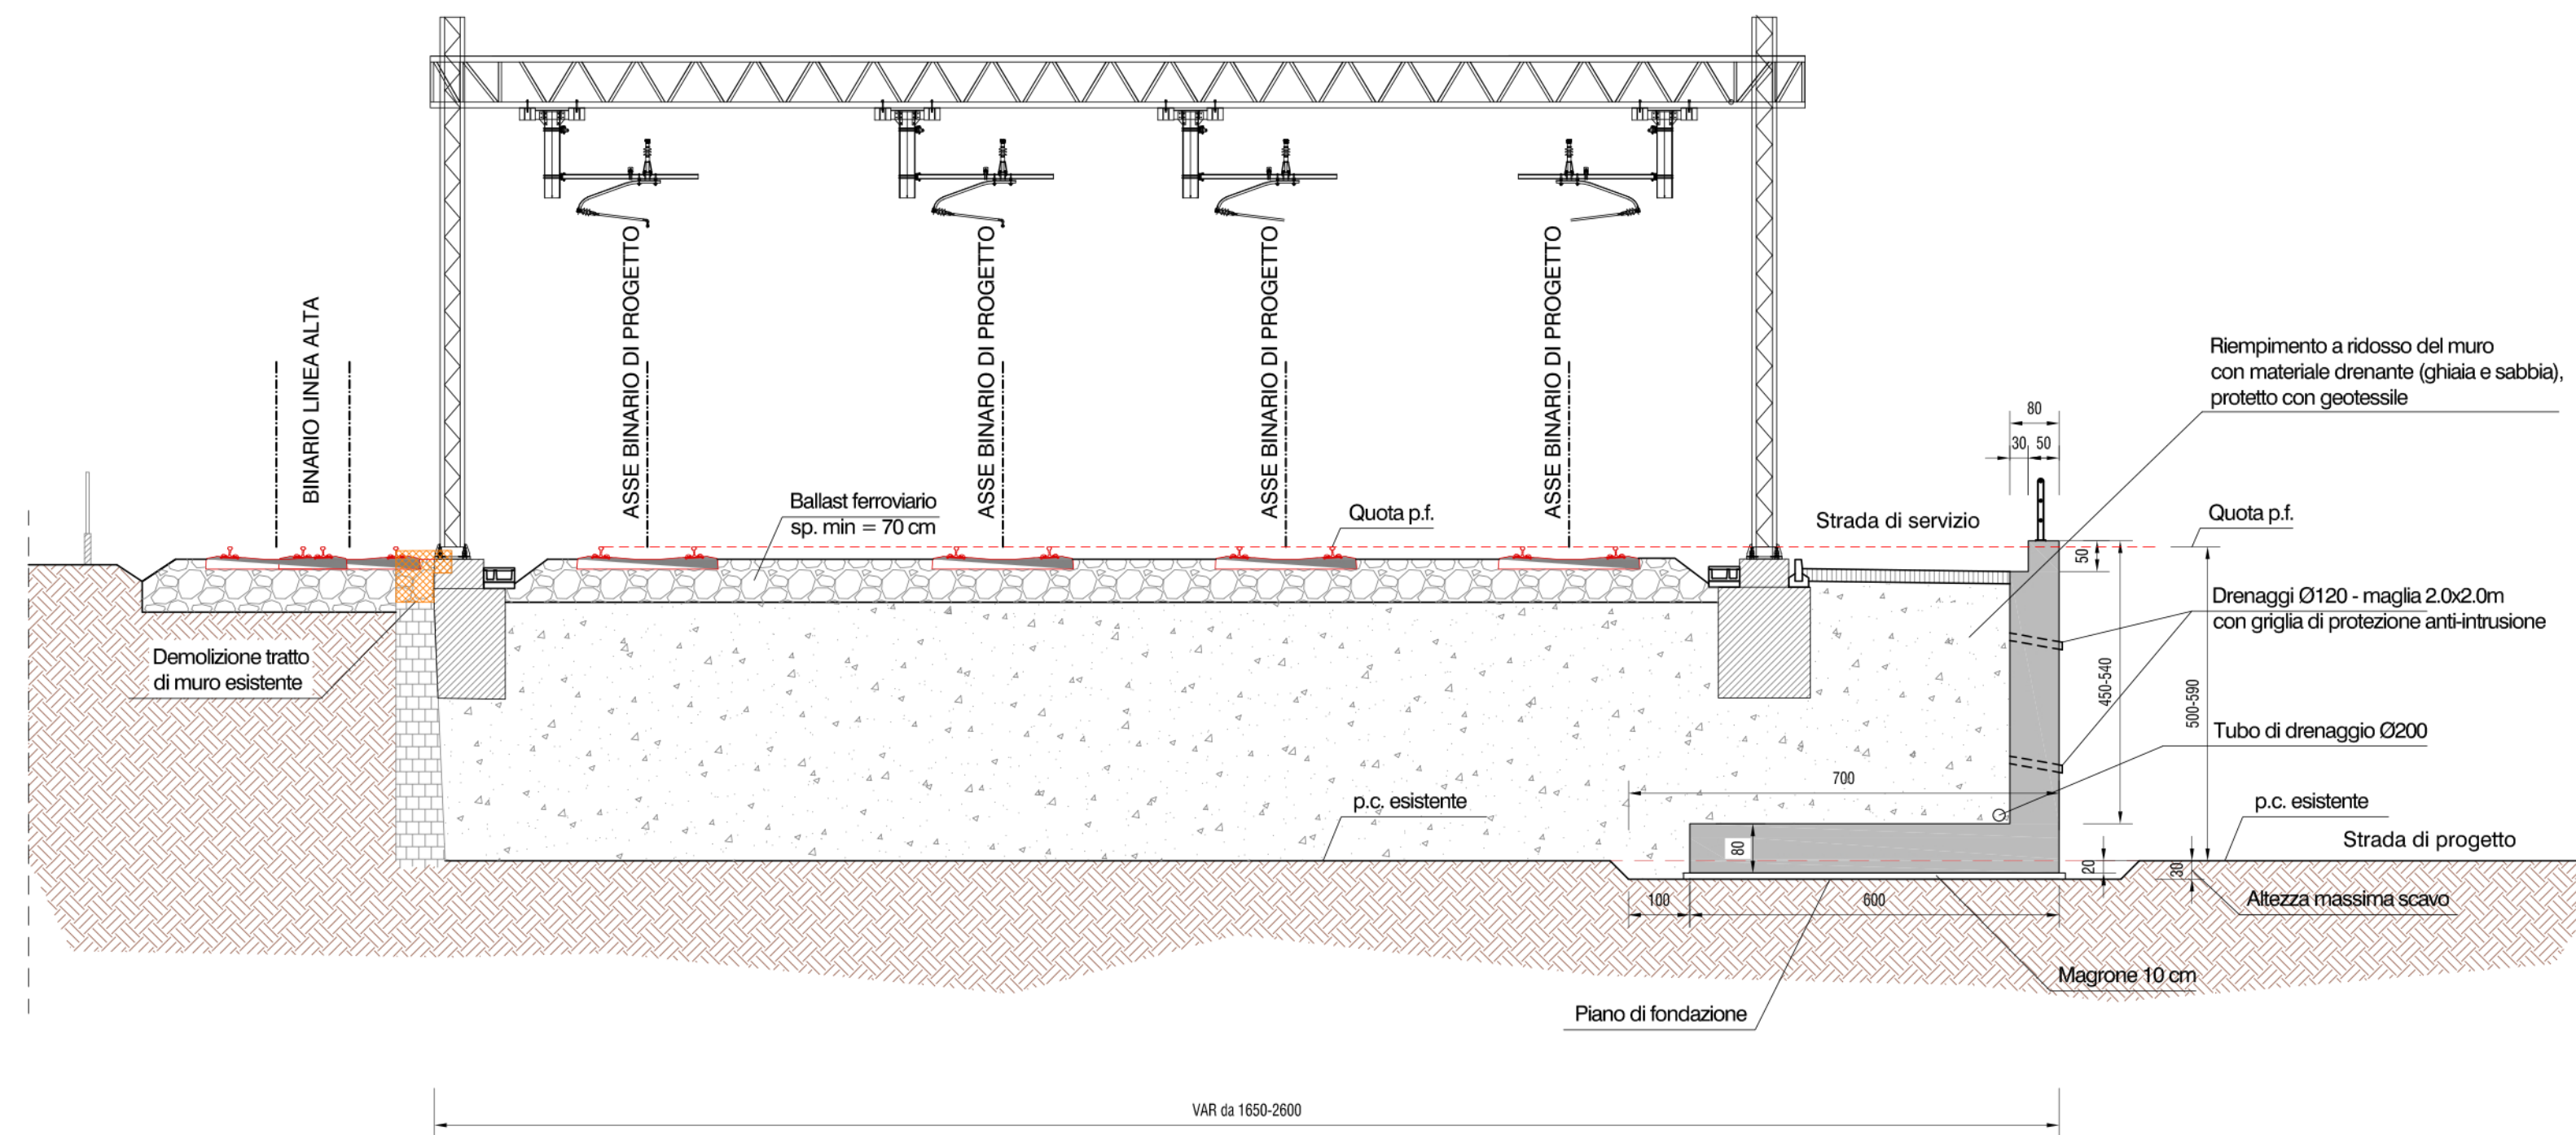 BINARIO LINEA ALTA
ASSE BINARIO DI PROGETTO
ASSE BINARIO DI PROGETTO
ASSE BINARIO DI PROGETTO
ASSE BINARIO DI PROGETTO
Riempimento a ridosso del muro
con materiale drenante (ghiaia e sabbia),
protetto con geotessile
80
30 50
Ballast ferroviario
sp. min = 70 cm
Quota p.f.
Strada di servizio
Quota p.f.
50
Drenaggi Ø120 - maglia 2.0x2.0m
con griglia di protezione anti-intrusione
Demolizione tratto
di muro esistente
450-540
500-590
Tubo di drenaggio Ø200
700
p.c. esistente
p.c. esistente
Strada di progetto
80
20
30
100
600
Altezza massima scavo
Magrone 10 cm
Piano di fondazione
VAR da 1650-2600